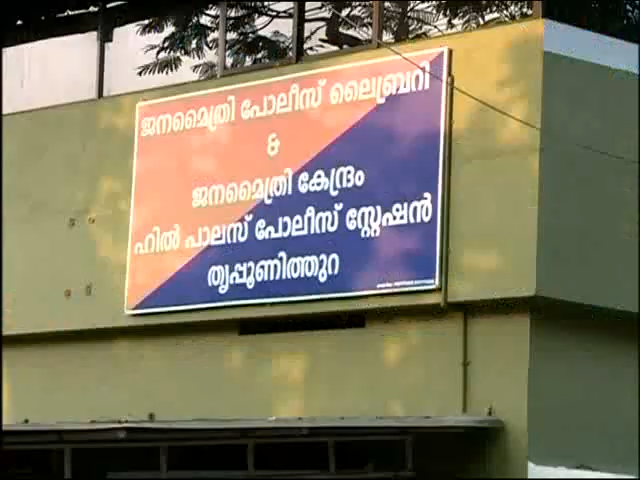 ജനമൈത്രി പോലീസ് ലൈബ്രറി
&
ജനമൈത്രി കേന്ദ്രം
ഹിൽ പാലസ് പോലീസ് സ്റ്റേഷൻ
തൃപ്പൂണിത്തുറ